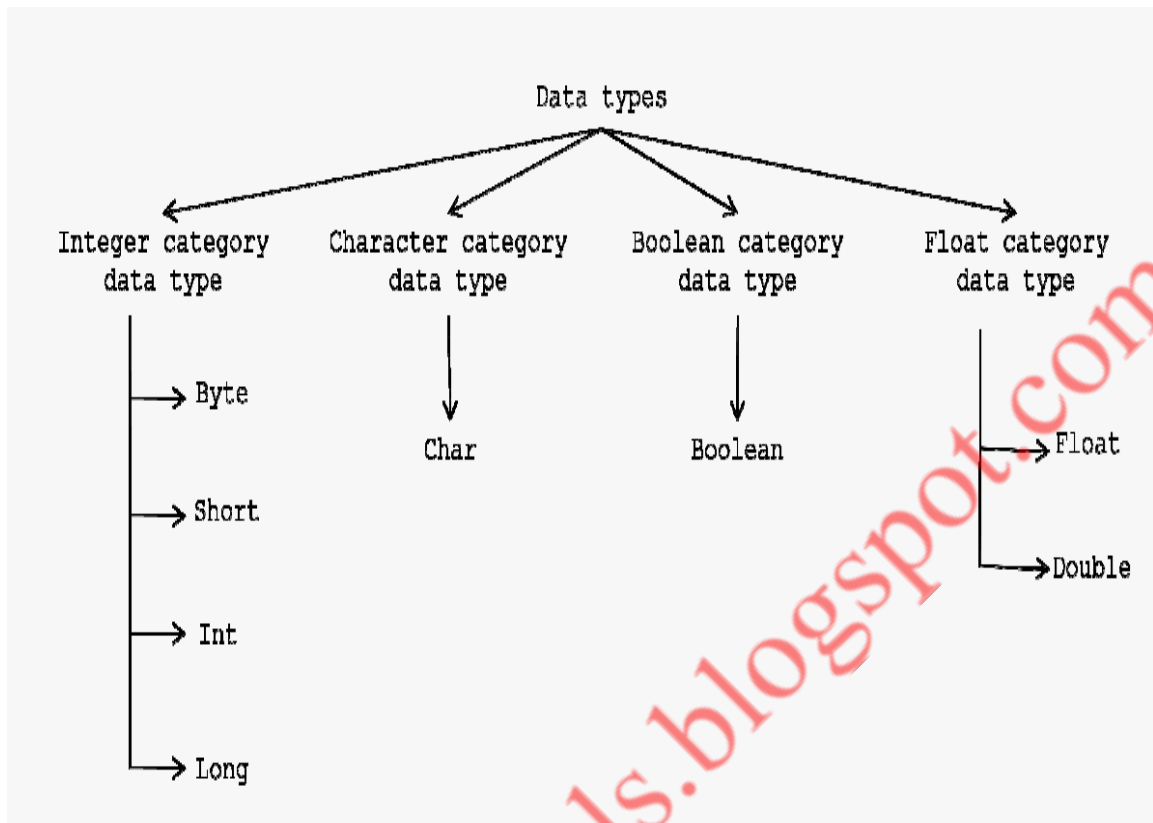 Data types
Integer category
data type
Character category
data type
Boolean category
data type
Float category
data type
Byte
Short
Int
Long
Char
Boolean
Float
Double
ls.blogspot.com